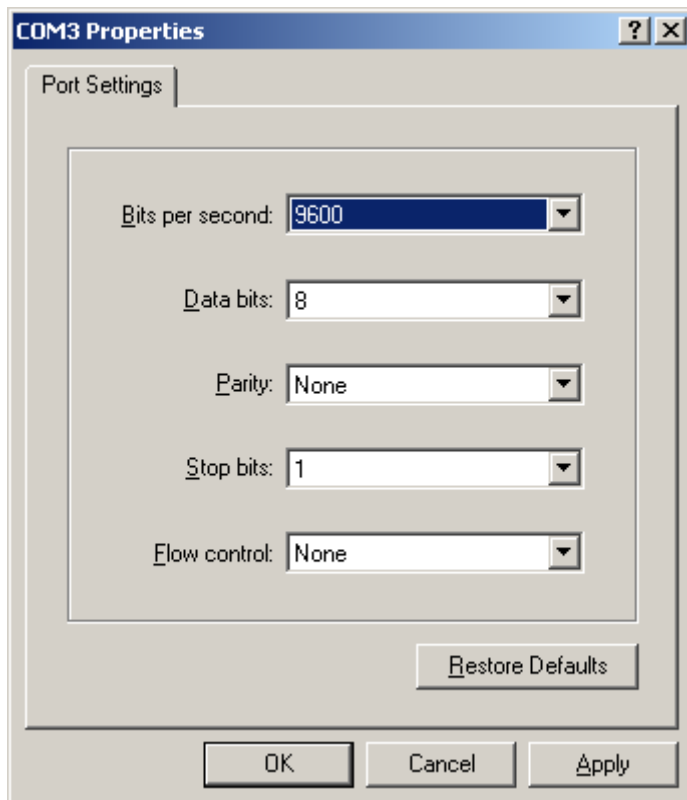 COM3 Properties
Port Settings
Bits per second: 9600
Data bits: 8
Parity: None
Stop bits: 1
Flow control: None
Restore Defaults
OK Cancel Apply